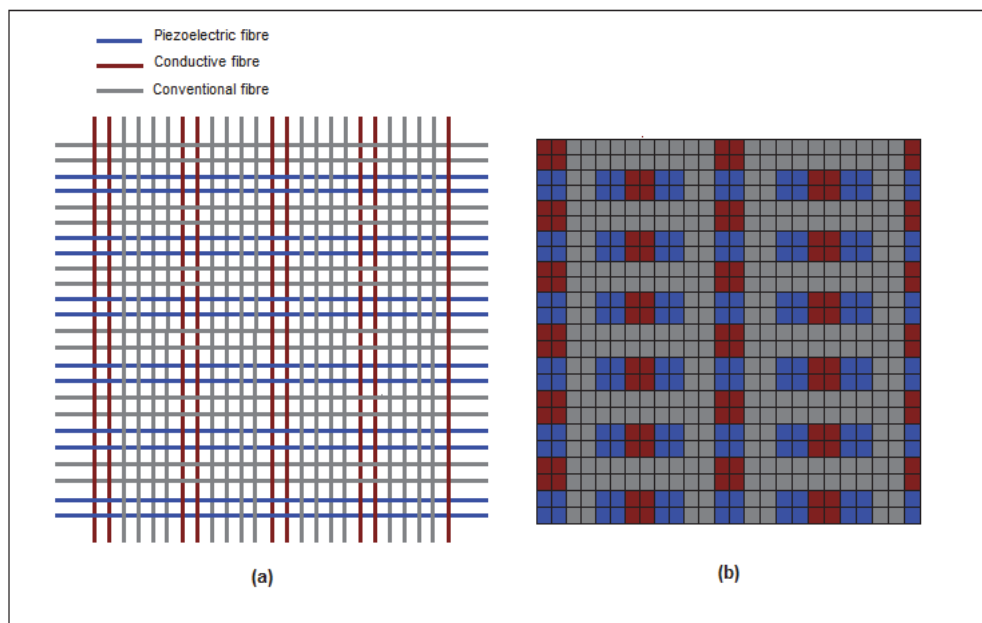 Piezoelectric fibre
Conductive fibre
Conventional fibre
(a)
(b)